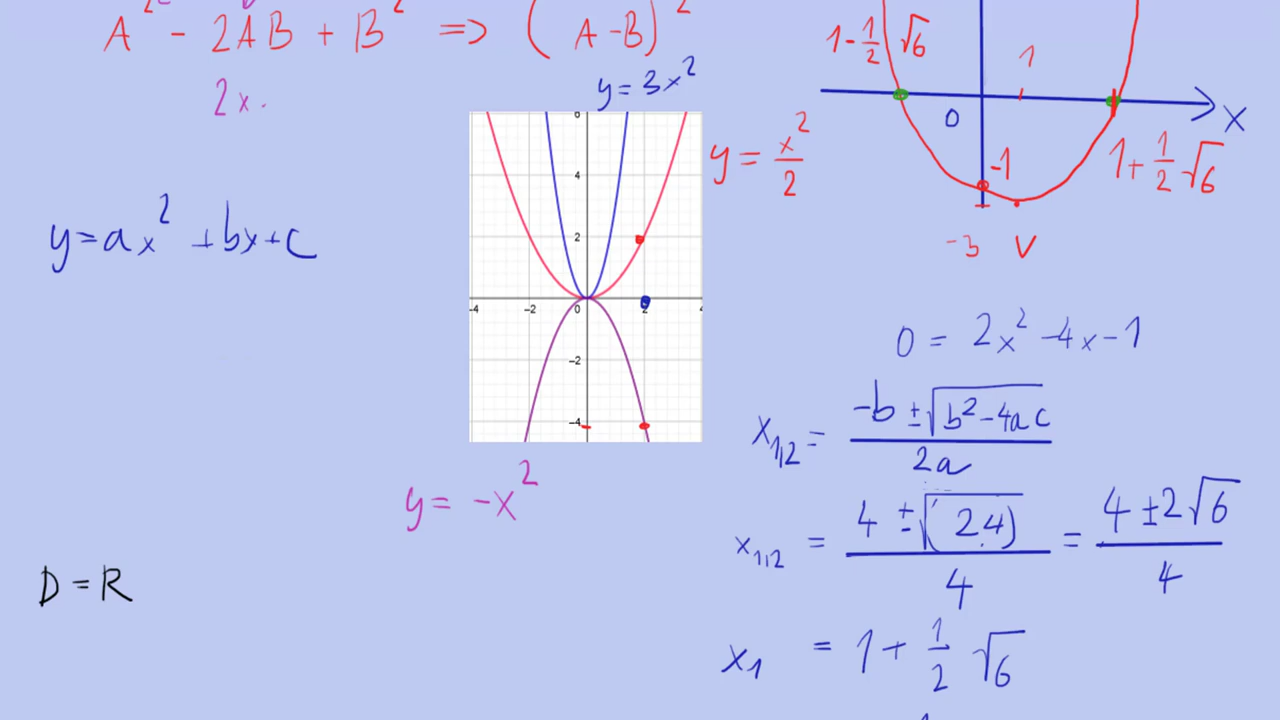 A² - 2AB + B² => (A-B)²
2x.
y = 3x²
y = x²/2
1-½√6
1
0
X
-1
1+½√6
-3
V
y=ax²+bx+c
6
4
2
-4
-2
0
2
4
-2
-4
y = -x²
0 = 2x²-4x-1
x1,2 = (-b ±√(b²-4ac))/2a
x1,2 = (4 ±√(24))/4 = (4 ±2√6)/4
D = R
x1 = 1+ ½ √6